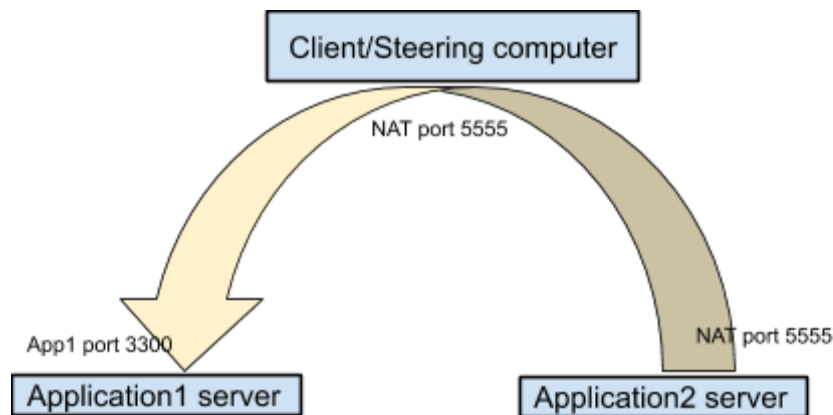 Client/Steering computer
NAT port 5555
App1 port 3300
NAT port 5555
Application1 server
Application2 server